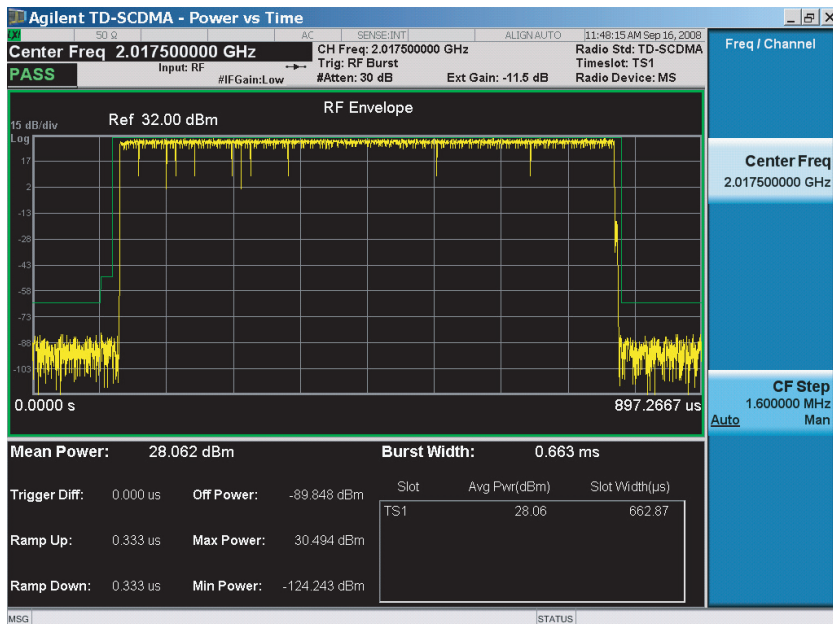 Agilent TD-SCDMA - Power vs Time
LXI 50 Ω AC SENSE:INT ALIGN AUTO 11:48:15 AM Sep 16, 2008
Center Freq 2.017500000 GHz CH Freq: 2.017500000 GHz Radio Std: TD-SCDMA
Trig: RF Burst Timeslot: TS1
PASS Input: RF #IFGain:Low #Atten: 30 dB Ext Gain: -11.5 dB Radio Device: MS
Freq / Channel
Center Freq
2.017500000 GHz
CF Step
1.600000 MHz
Auto Man
RF Envelope
15 dB/div Ref 32.00 dBm
Log
17
2
-13
-28
-43
-58
-73
-88
-103
0.0000 s 897.2667 us
Mean Power: 28.062 dBm Burst Width: 0.663 ms
Trigger Diff: 0.000 us Off Power: -89.848 dBm
Ramp Up: 0.333 us Max Power: 30.494 dBm
Ramp Down: 0.333 us Min Power: -124.243 dBm
Slot Avg Pwr(dBm) Slot Width(μs)
TS1 28.06 662.87
MSG STATUS